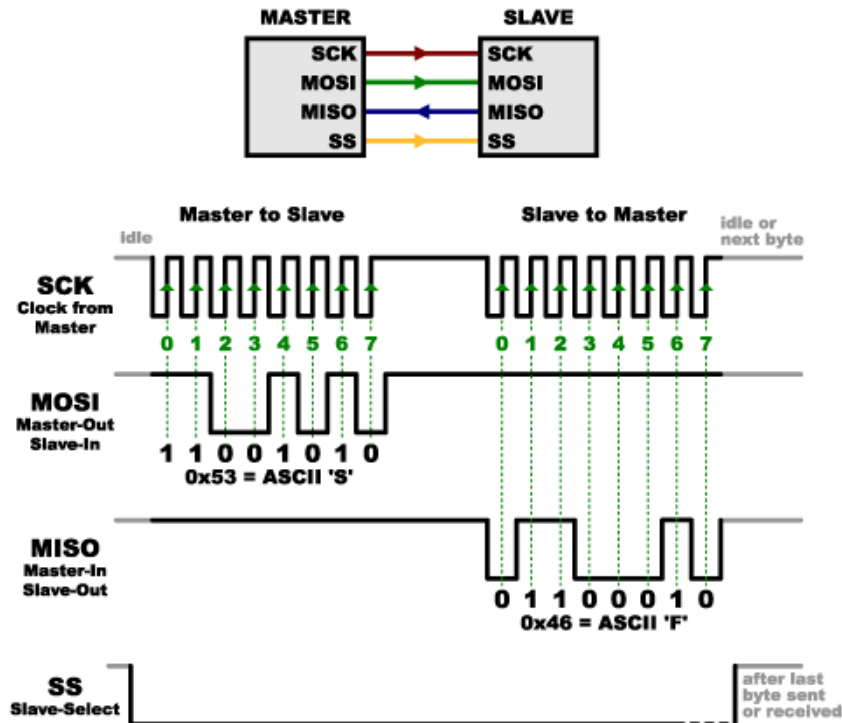 MASTER SLAVE
SCK SCK
MOSI MOSI
MISO MISO
SS SS
Master to Slave Slave to Master
idle
idle or
next byte
SCK
Clock from
Master
0 1 2 3 4 5 6 7 0 1 2 3 4 5 6 7
MOSI
Master-Out
Slave-In
1 1 0 0 1 0 1 0
0x53 = ASCII 'S'
MISO
Master-In
Slave-Out
0 1 1 0 0 0 1 0
0x46 = ASCII 'F'
SS
Slave-Select
after last
byte sent
or received